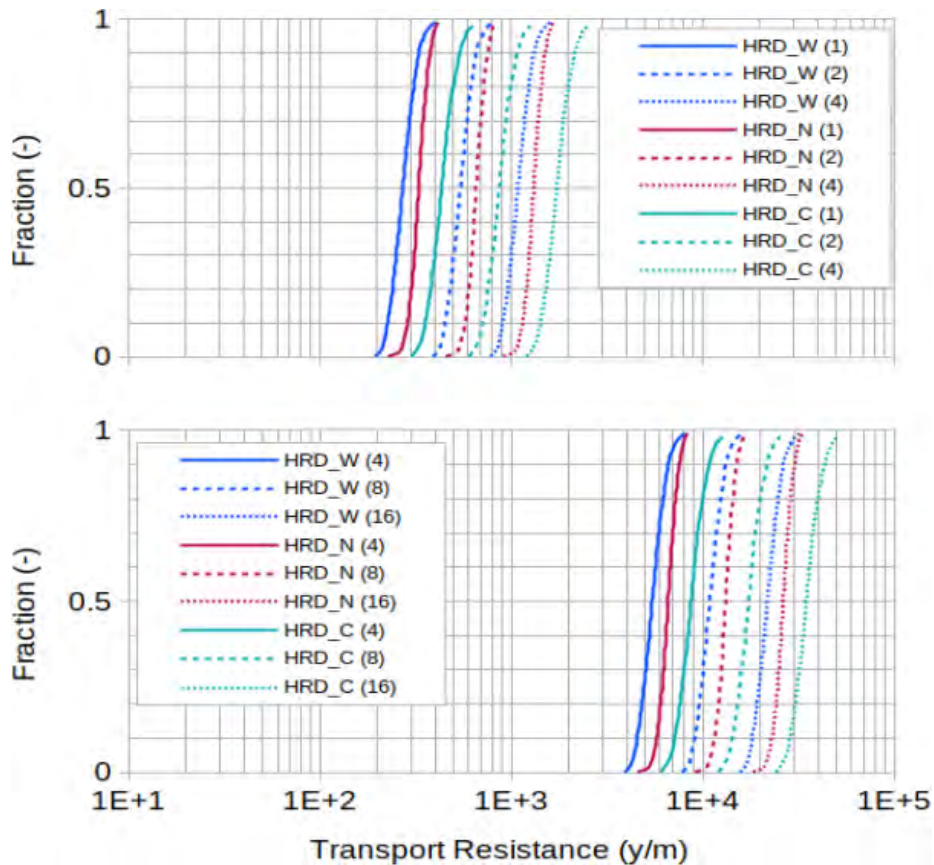 1
HRD_W (1)
HRD_W (2)
HRD_W (4)
HRD_N (1)
HRD_N (2)
HRD_N (4)
HRD_C (1)
HRD_C (2)
HRD_C (4)
Fraction (-)
0.5
0
1
HRD_W (4)
HRD_W (8)
HRD_W (16)
HRD_N (4)
HRD_N (8)
HRD_N (16)
HRD_C (4)
HRD_C (8)
HRD_C (16)
Fraction (-)
0.5
0
1E+1 1E+2 1E+3 1E+4 1E+5
Transport Resistance (y/m)